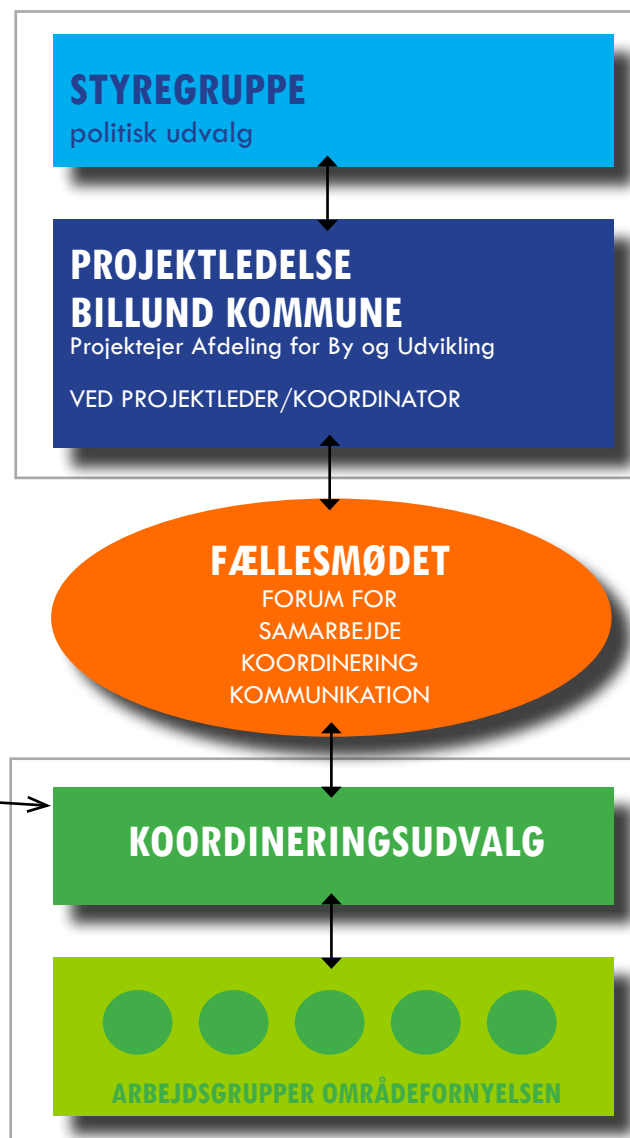 STYREGRUPPE
politisk udvalg
PROJEKTLEDELSE
BILLUND KOMMUNE
Projektejer Afdeling for By og Udvikling
VED PROJEKTLEDER/KOORDINATOR
FÆLLESMØDET
FORUM FOR
SAMARBEJDE
KOORDINERING
KOMMUNIKATION
KOORDINERINGSUDVALG
ARBEJDSGRUPPER OMRÅDEFORNYELSEN